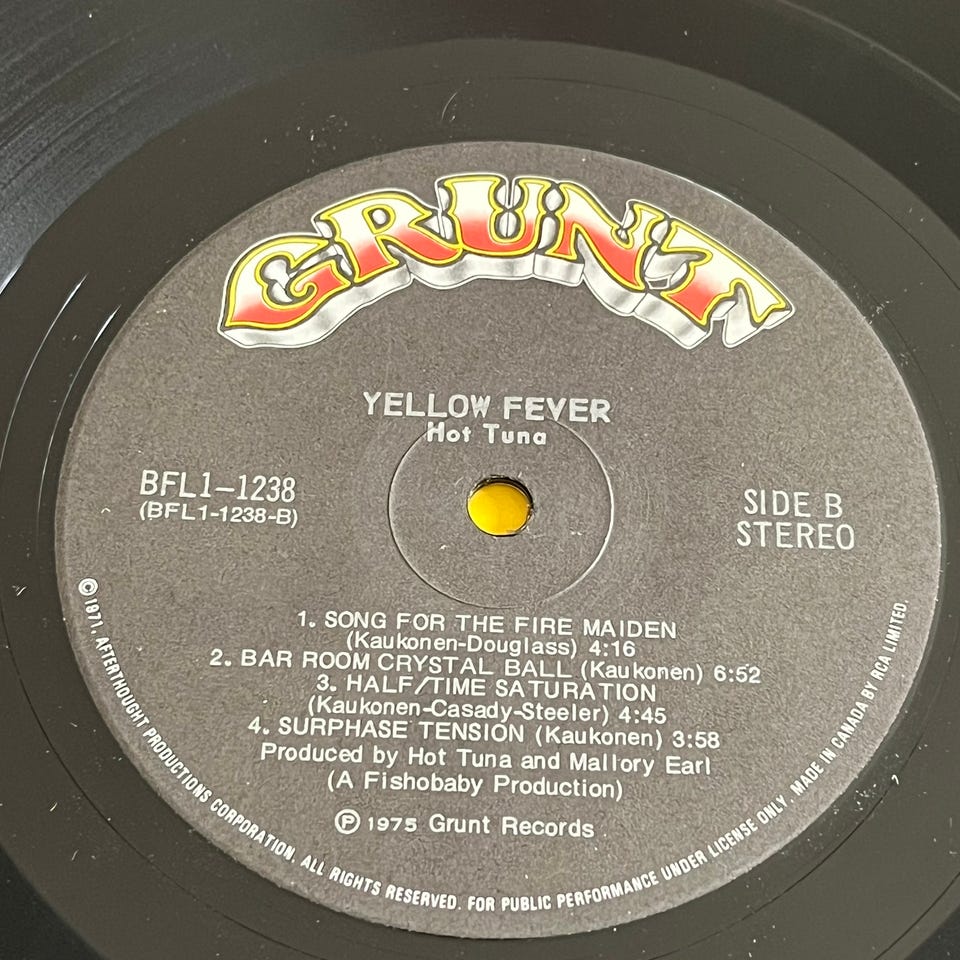 GRUNT
YELLOW FEVER
Hot Tuna
BFL1-1238
(BFL1-1238-B)
SIDE B
STEREO
1. SONG FOR THE FIRE MAIDEN
(Kaukonen-Douglass) 4:16
2. BAR ROOM CRYSTAL BALL (Kaukonen) 6:52
3. HALF/TIME SATURATION
(Kaukonen-Casady-Steeler) 4:45
4. SURPHASE TENSION (Kaukonen) 3:58
Produced by Hot Tuna and Mallory Earl
(A Fishobaby Production)
℗ 1975 Grunt Records
©1971, AFTERTHOUGHT PRODUCTIONS CORPORATION, ALL RIGHTS RESERVED. FOR PUBLIC PERFORMANCE UNDER LICENSE ONLY, MADE IN CANADA BY RCA LIMITED.